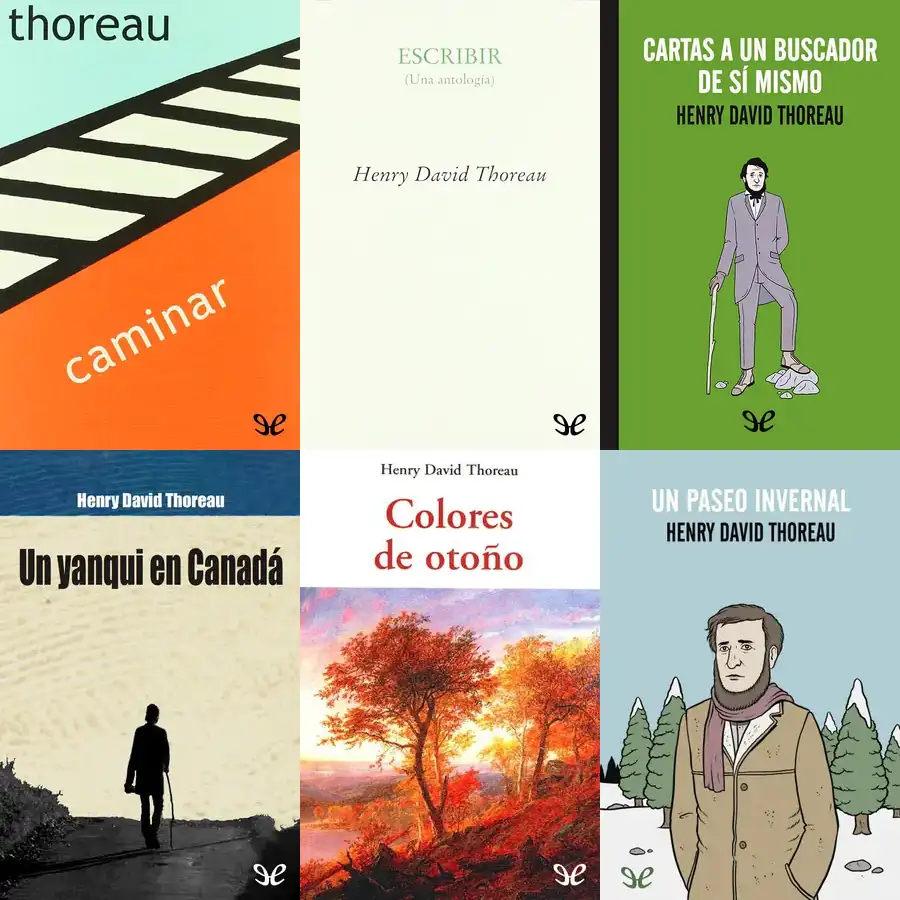 thoreau
caminar
ESCRIBIR
(Una antología)
Henry David Thoreau
CARTAS A UN BUSCADOR
DE SÍ MISMO
HENRY DAVID THOREAU
Henry David Thoreau
Un yanqui en Canadá
Henry David Thoreau
Colores
de otoño
UN PASEO INVERNAL
HENRY DAVID THOREAU